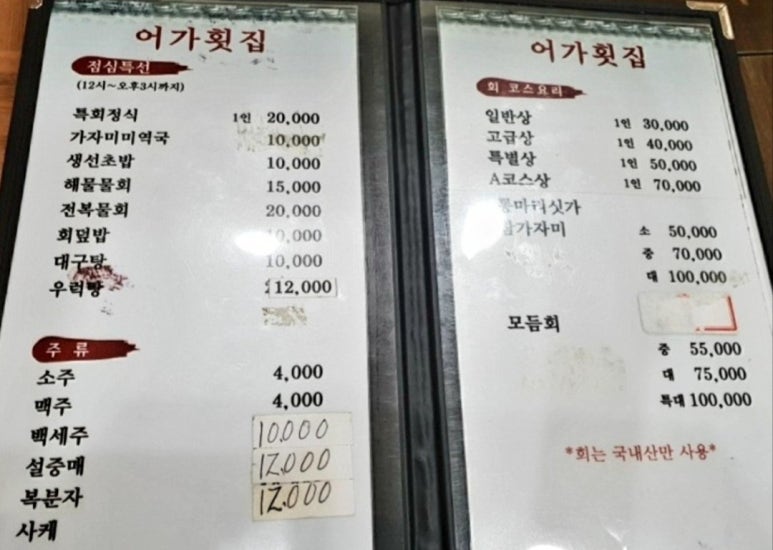 어가횟집
점심특선
(12시~오후3시까지)
특회정식 1인 20,000
가자미미역국 10,000
생선초밥 10,000
해물물회 15,000
전복물회 20,000
회덮밥
대구탕 10,000
우럭탕 12,000
주 류
소주 4,000
맥주 4,000
백세주 10.000
설중매 12.000
복분자 12.000
사케
어가횟집
회 코스요리
일반상 1인 30,000
고급상 1인 40,000
특별상 1인 50,000
A코스상 1인 70,000
소 50,000
중 70,000
대 100,000
모듬회
중 55,000
대 75,000
특대 100,000
*회는 국내산만 사용*